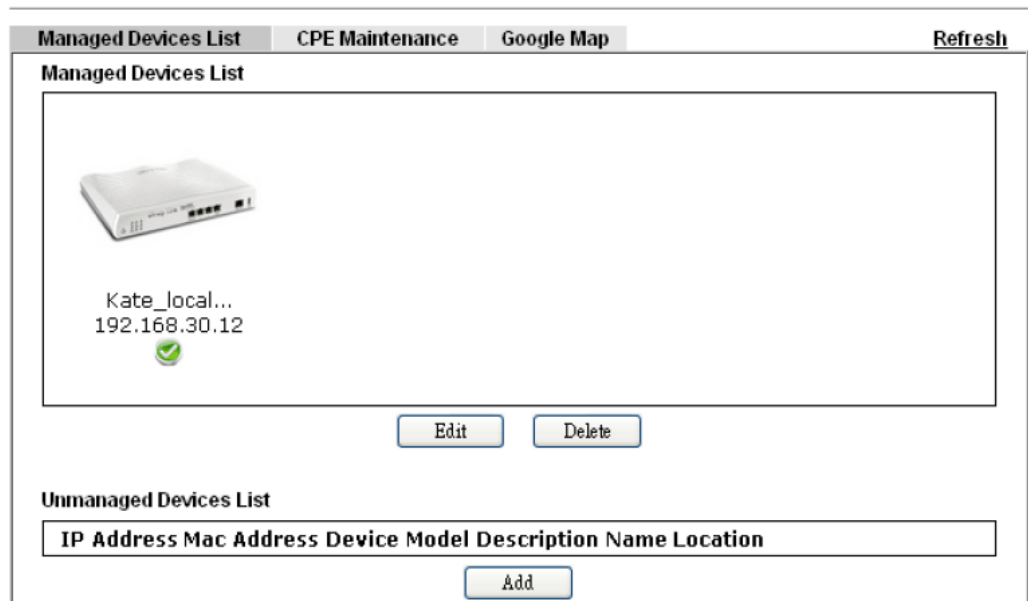 Managed Devices List CPE Maintenance Google Map Refresh
Managed Devices List
Kate_local...
192.168.30.12
Edit Delete
Unmanaged Devices List
IP Address Mac Address Device Model Description Name Location
Add